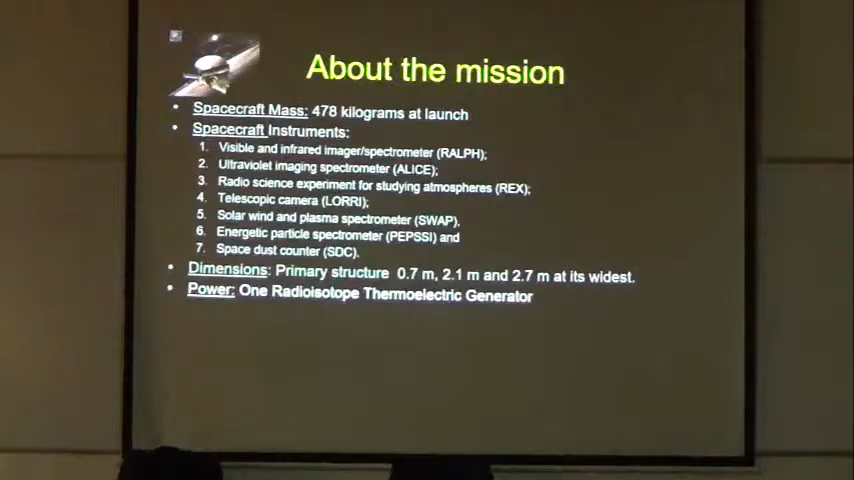 About the mission
• Spacecraft Mass: 478 kilograms at launch
• Spacecraft Instruments:
1. Visible and infrared imager/spectrometer (RALPH);
2. Ultraviolet imaging spectrometer (ALICE);
3. Radio science experiment for studying atmospheres (REX);
4. Telescopic camera (LORRI);
5. Solar wind and plasma spectrometer (SWAP),
6. Energetic particle spectrometer (PEPSSI) and
7. Space dust counter (SDC).
• Dimensions: Primary structure 0.7 m, 2.1 m and 2.7 m at its widest.
• Power: One Radioisotope Thermoelectric Generator